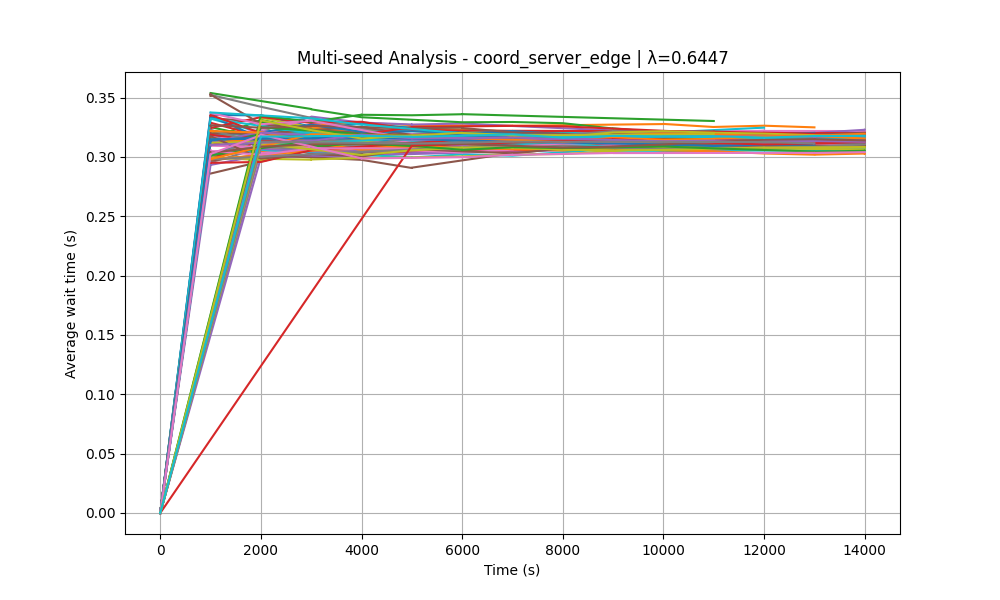 Multi-seed Analysis - coord_server_edge | λ=0.6447
Average wait time (s)
0.35
0.30
0.25
0.20
0.15
0.10
0.05
0.00
0 2000 4000 6000 8000 10000 12000 14000
Time (s)